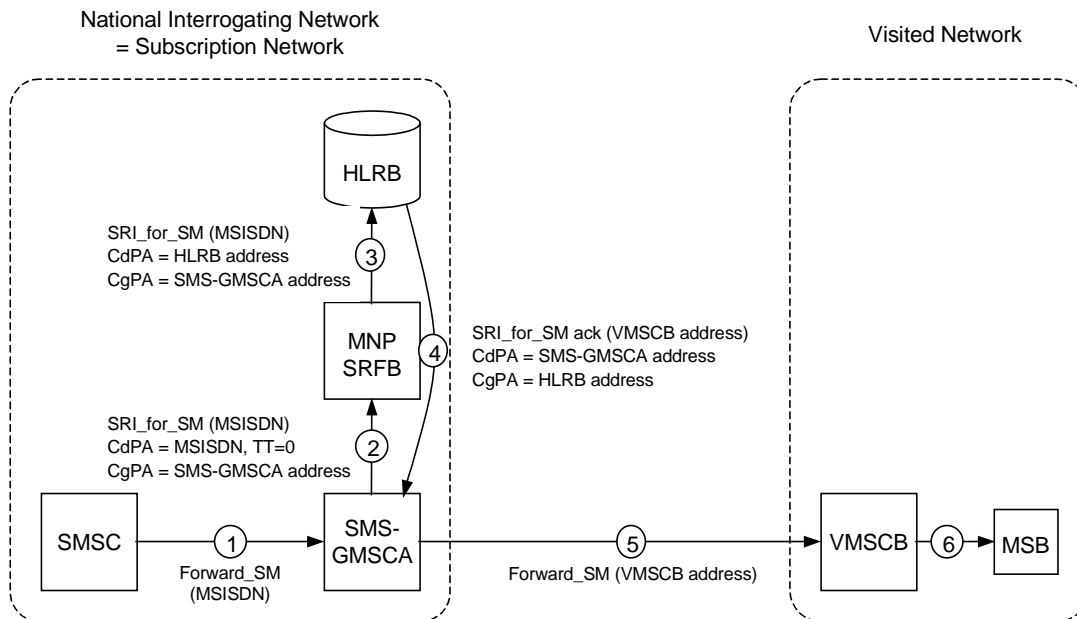 National Interrogating Network
= Subscription Network
Visited Network
HLRB
SRI_for_SM (MSISDN)
CdPA = HLRB address
CgPA = SMS-GMSCA address
3
MNP
SRFB
4
SRI_for_SM ack (VMSCB address)
CdPA = SMS-GMSCA address
CgPA = HLRB address
SRI_for_SM (MSISDN)
CdPA = MSISDN, TT=0
CgPA = SMS-GMSCA address
2
SMSC
1
Forward_SM
(MSISDN)
SMS-
GMSCA
5
Forward_SM (VMSCB address)
VMSCB
6
MSB